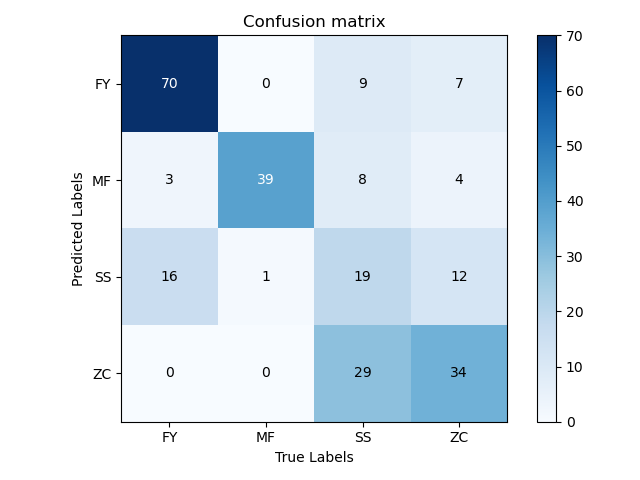 Confusion matrix
Predicted Labels
FY 70 0 9 7
MF 3 39 8 4
SS 16 1 19 12
ZC 0 0 29 34
FY MF SS ZC
True Labels
70
60
50
40
30
20
10
0